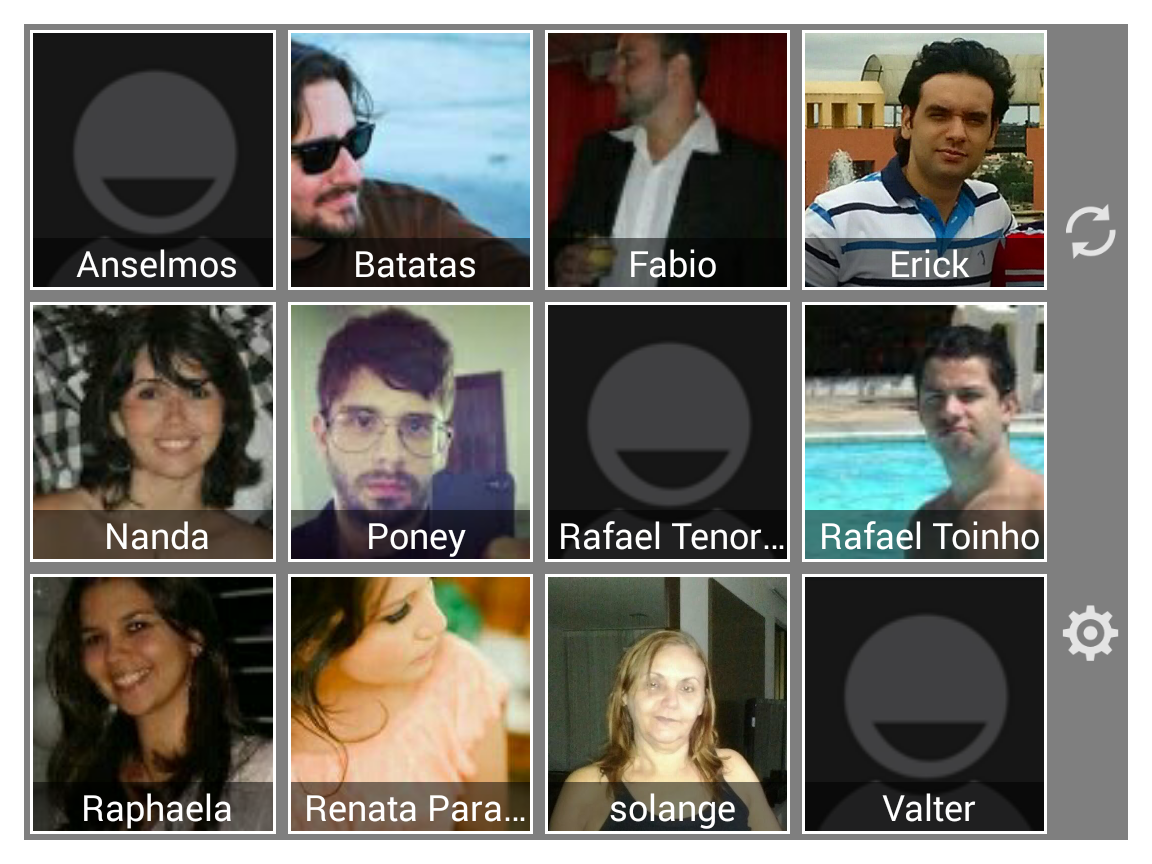 Anselmos
Batatas
Fabio
Erick
Nanda
Poney
Rafael Tenor...
Rafael Toinho
Raphaela
Renata Para...
solange
Valter